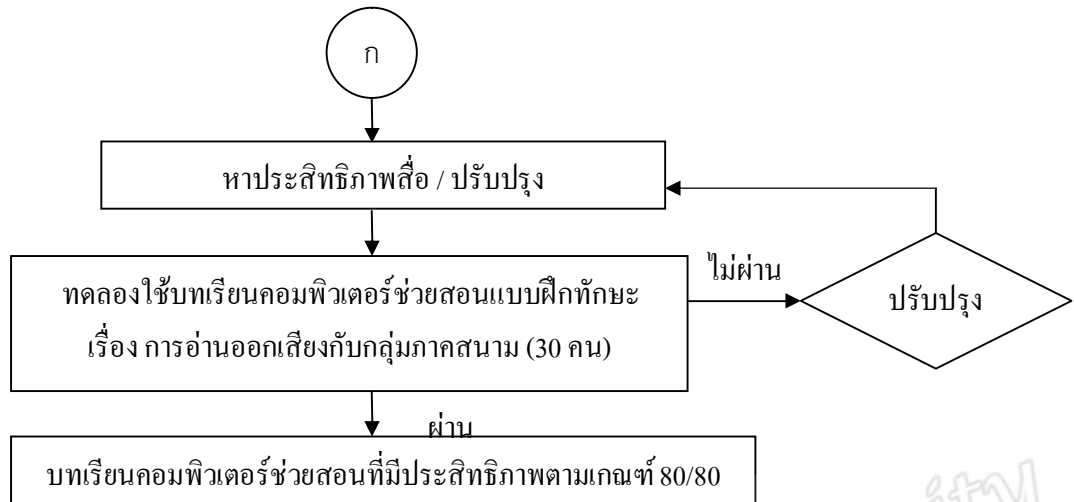 ก
หาประสิทธิภาพสื่อ / ปรับปรุง
ทดลองใช้บทเรียนคอมพิวเตอร์ช่วยสอนแบบฝึกทักษะ
เรื่อง การอ่านออกเสียงกับกลุ่มภาคสนาม (30 คน)
ไม่ผ่าน
ปรับปรุง
ผ่าน
บทเรียนคอมพิวเตอร์ช่วยสอนที่มีประสิทธิภาพตามเกณฑ์ 80/80